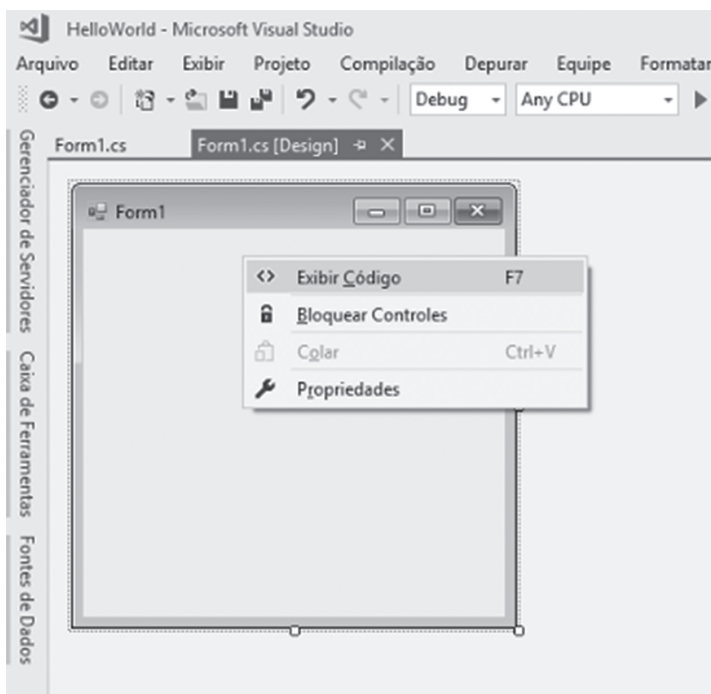 HelloWorld - Microsoft Visual Studio
Arquivo Editar Exibir Projeto Compilação Depurar Equipe Formatar
Debug Any CPU
Form1.cs Form1.cs [Design]
Form1
Exibir Código F7
Bloquear Controles
Colar Ctrl+V
Propriedades
Gerenciador de Servidores
Caixa de Ferramentas
Fontes de Dados